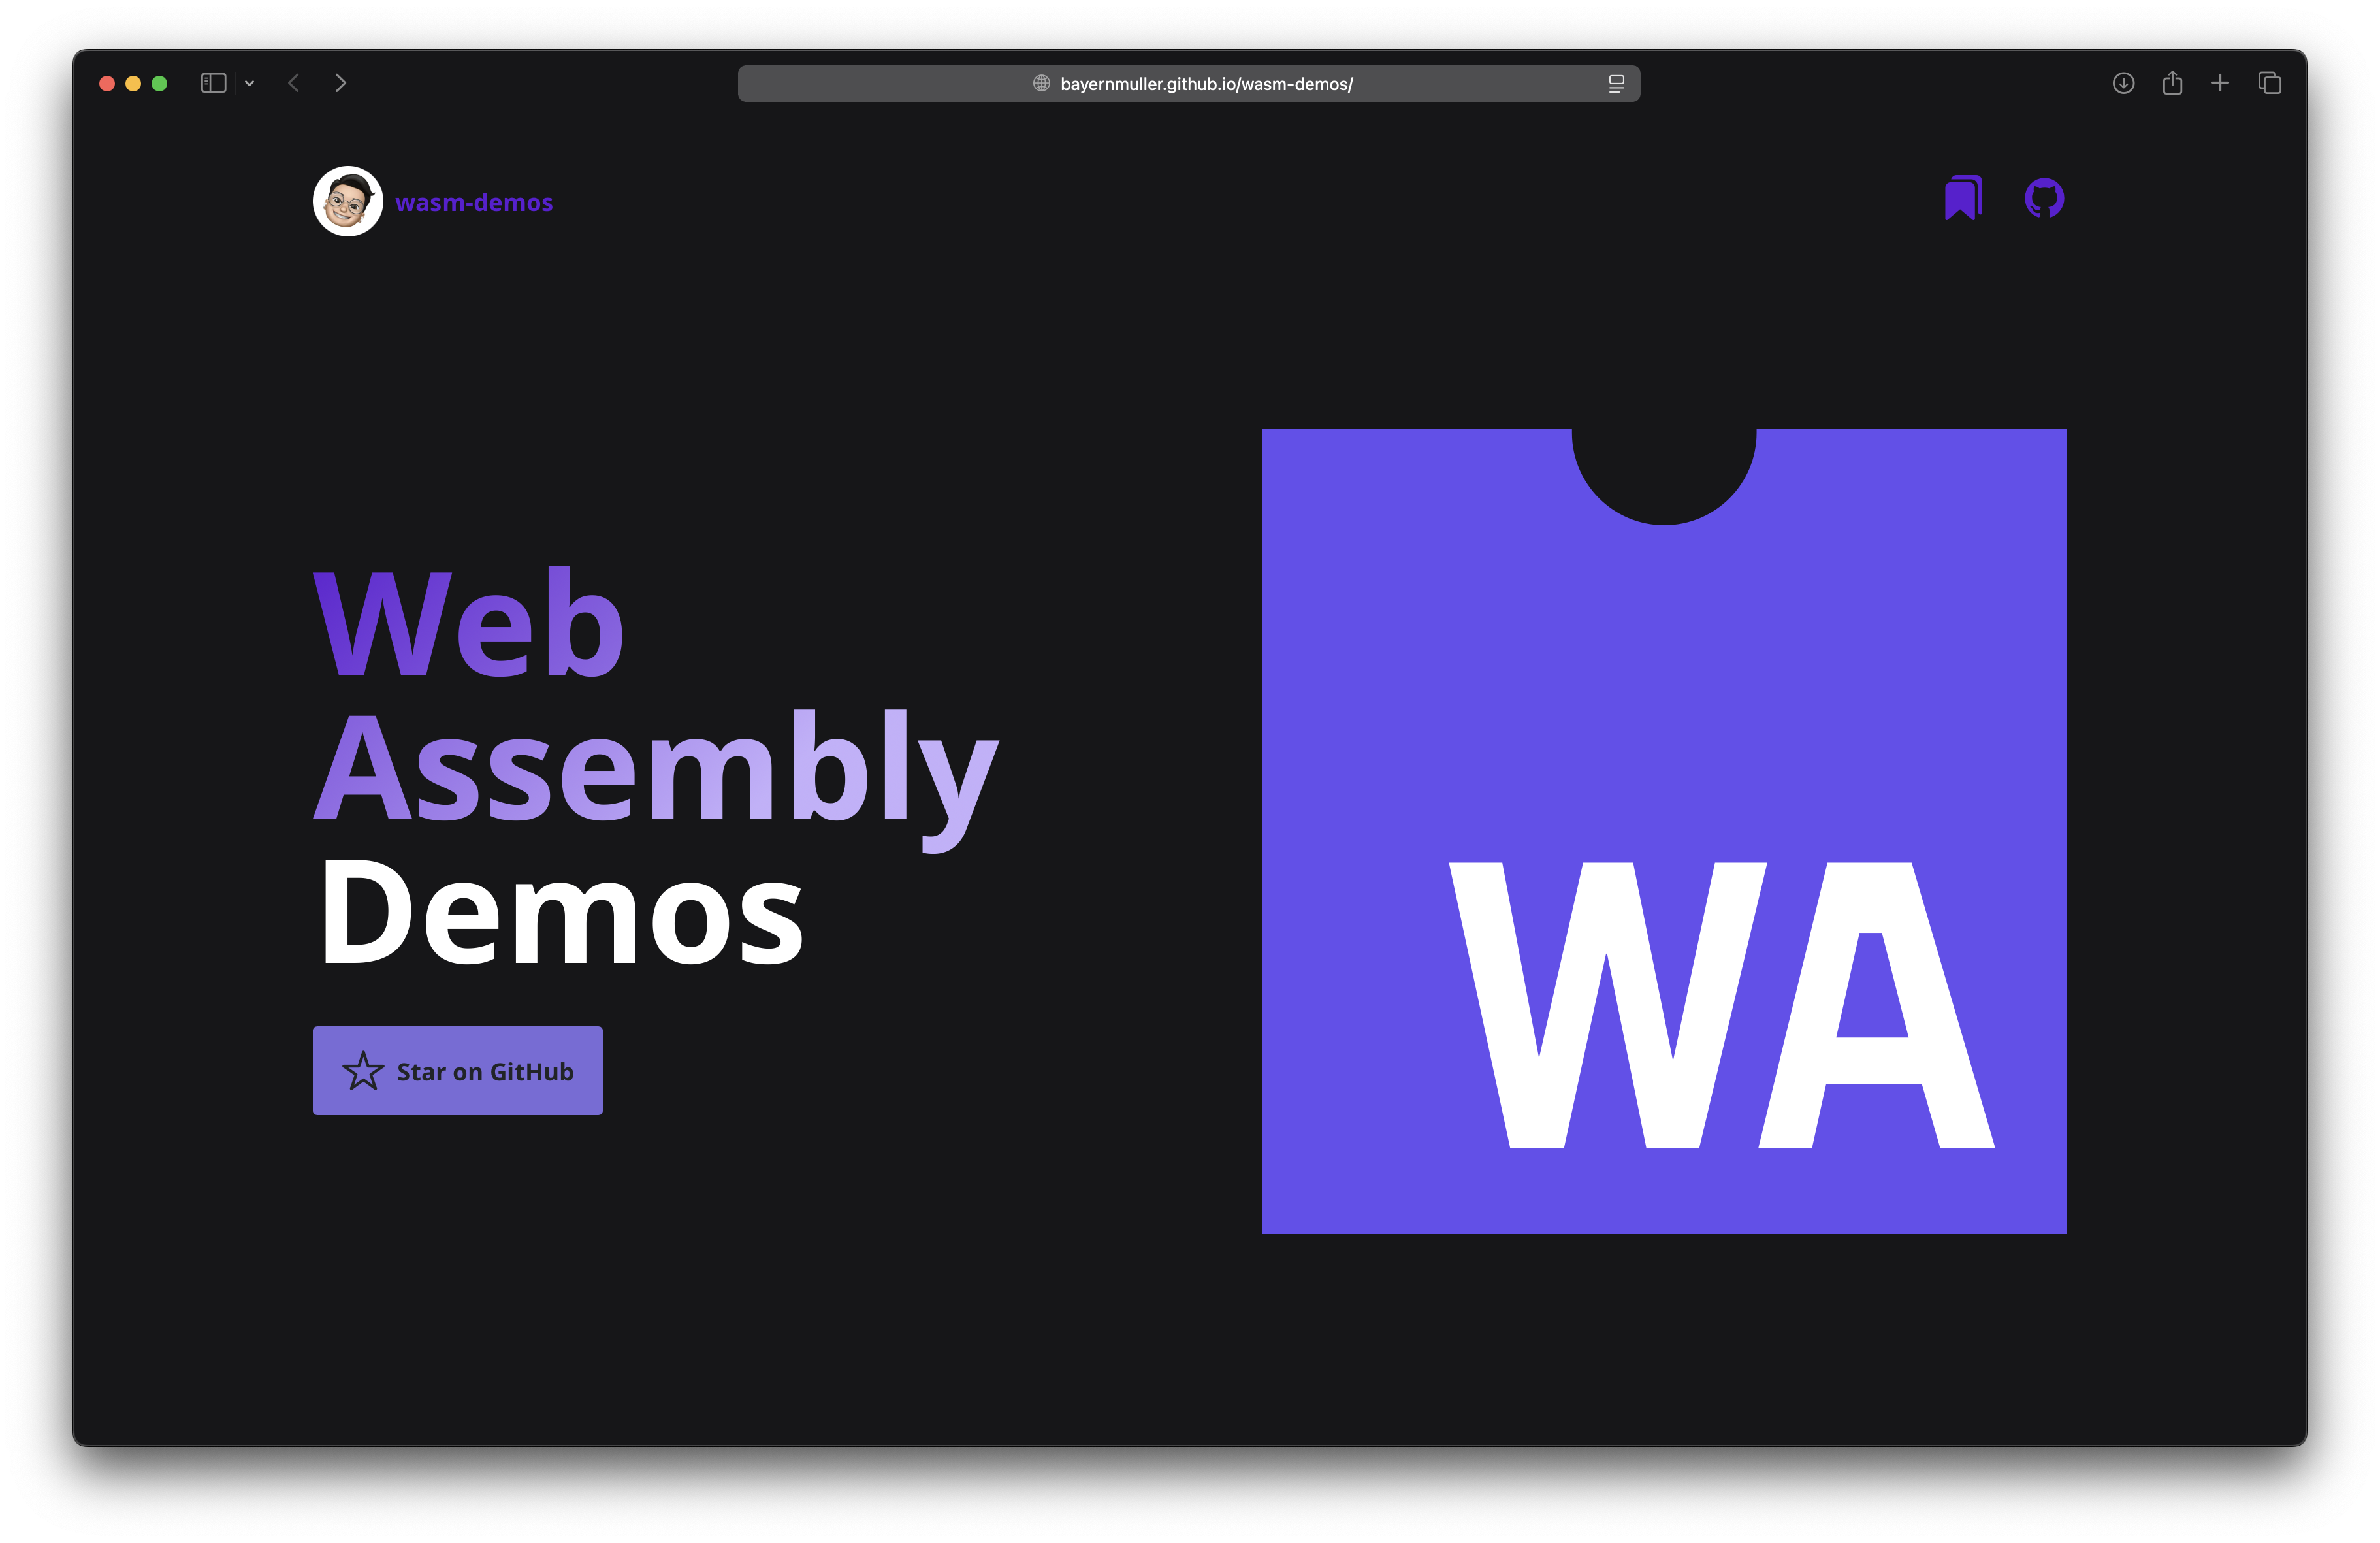 bayernmuller.github.io/wasm-demos/
wasm-demos
Web
Assembly
Demos
Star on GitHub
WA